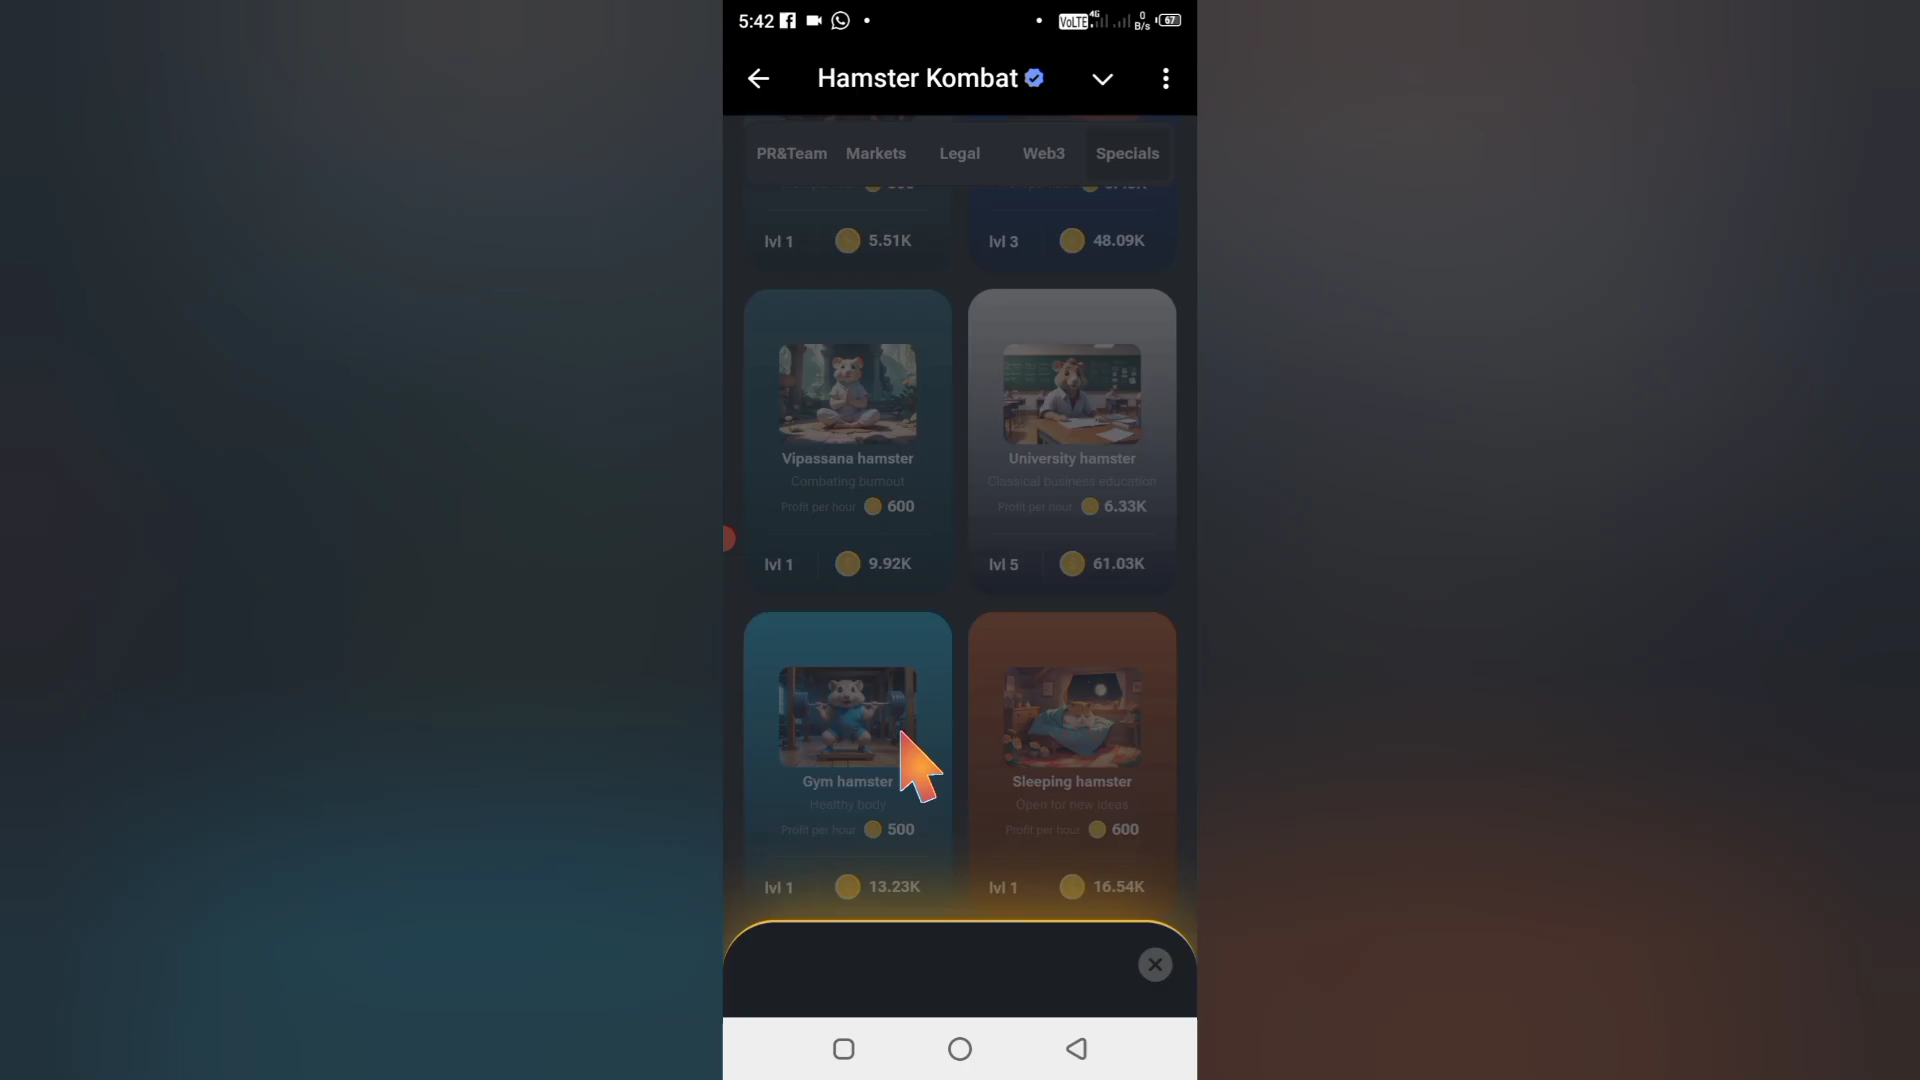 5:42 VoLTE 4G 0 B/s 67
Hamster Kombat
PR&Team Markets Legal Web3 Specials
lvl 1 5.51K lvl 3 48.09K
Vipassana hamster University hamster
Combating burnout Classical business education
Profit per hour 600 Profit per hour 6.33K
lvl 1 9.92K lvl 5 61.03K
Gym hamster Sleeping hamster
Healthy body Open for new ideas
Profit per hour 500 Profit per hour 600
lvl 1 13.23K lvl 1 16.54K